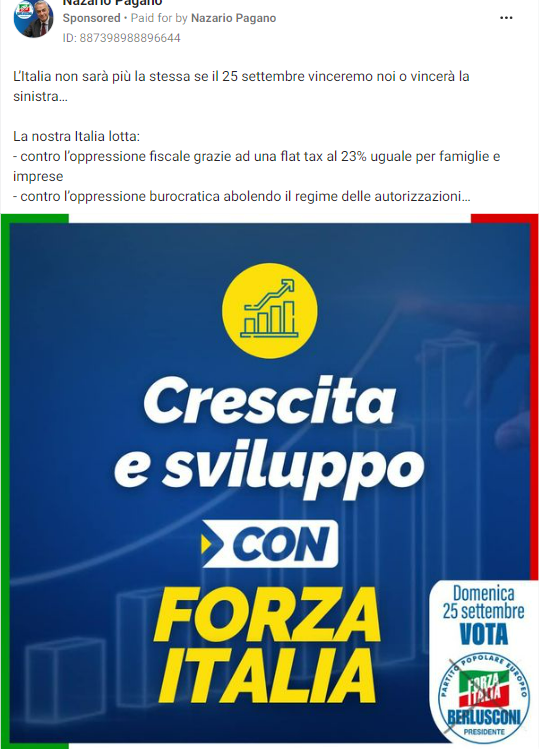 Nazario Pagano
Sponsored • Paid for by Nazario Pagano
ID: 887398988896644
L'Italia non sarà più la stessa se il 25 settembre vinceremo noi o vincerà la
sinistra...
La nostra Italia lotta:
- contro l'oppressione fiscale grazie ad una flat tax al 23% uguale per famiglie e
imprese
- contro l'oppressione burocratica abolendo il regime delle autorizzazioni...
Crescita
e sviluppo
CON
FORZA
ITALIA
Domenica
25 settembre
VOTA
PARTITO POPOLARE EUROPEO
FORZA
ITALIA
BERLUSCONI
PRESIDENTE